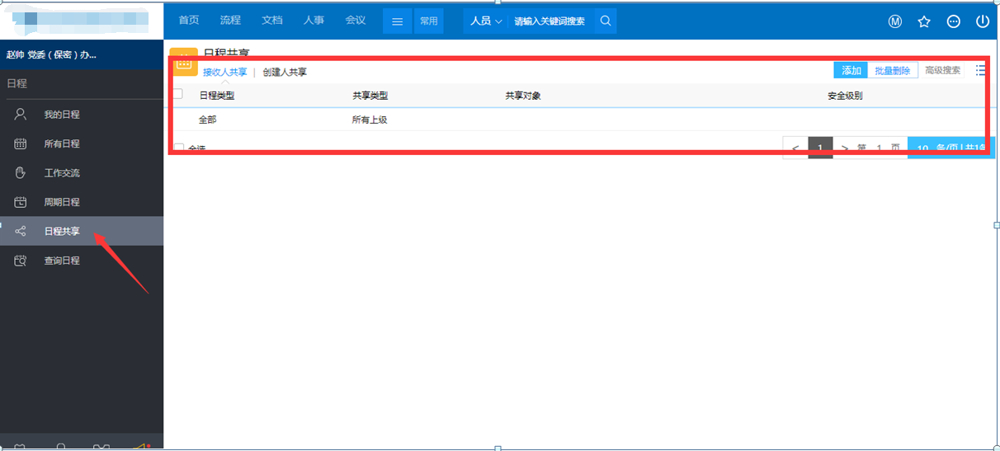 首页 流程 文档 人事 会议 常用 人员 请输入关键词搜索
赵帅 党委（保密）办...
日程
我的日程
所有日程
工作交流
周期日程
日程共享
查询日程
日程共享
接收人共享 | 创建人共享 添加 批量删除 高级搜索
日程类型 共享类型 共享对象 安全级别
全部 所有上级
全选 < 1 > 第 1 页 10 条/页 | 共1条